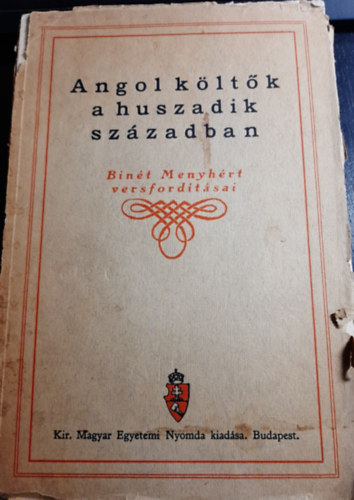 Angol költők
a huszadik
században
Binét Menyhért
versfordításai
Kir. Magyar Egyetemi Nyomda kiadása. Budapest.